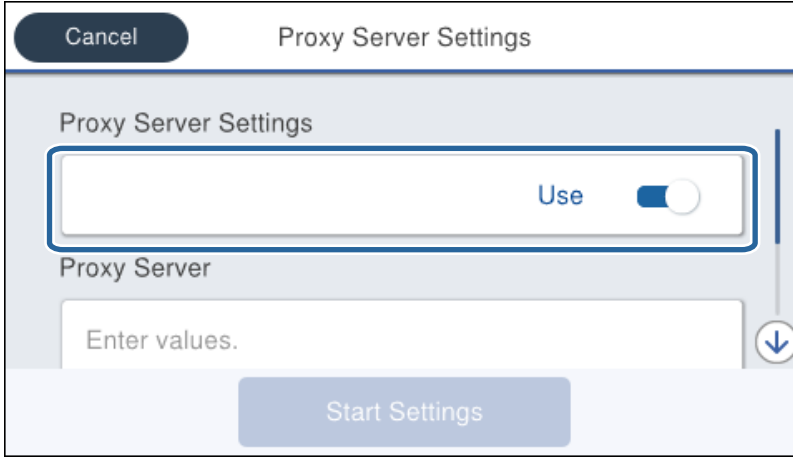 Cancel Proxy Server Settings
Proxy Server Settings
Use
Proxy Server
Enter values.
Start Settings